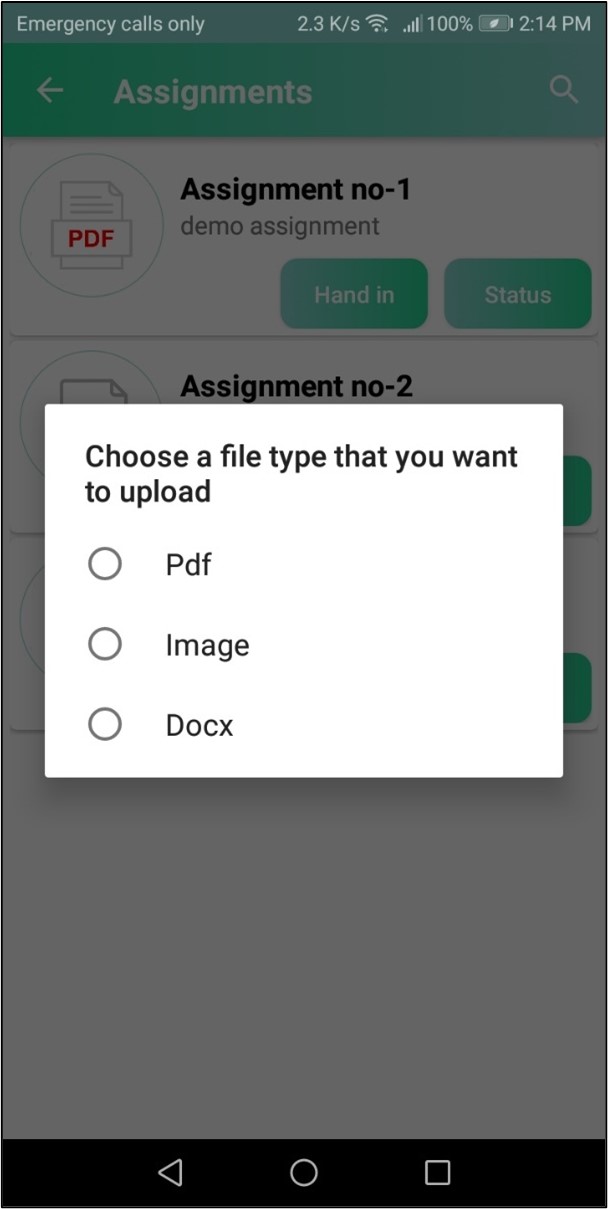 Emergency calls only 2.3 K/s 100% 2:14 PM
Assignments
Assignment no-1
demo assignment
PDF
Hand in Status
Assignment no-2
Choose a file type that you want
to upload
Pdf
Image
Docx